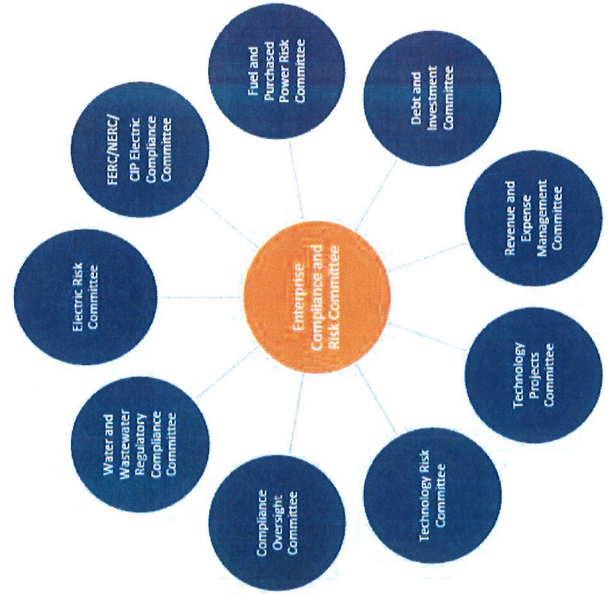 Electric Risk
Committee
FERC/NERC/
CIP Electric
Compliance
Committee
Fuel and
Purchased
Power Risk
Committee
Debt and
Investment
Committee
Revenue and
Expense
Management
Committee
Technology
Projects
Committee
Technology Risk
Committee
Compliance
Oversight
Committee
Water and
Wastewater
Regulatory
Compliance
Committee
Enterprise
Compliance and
Risk Committee